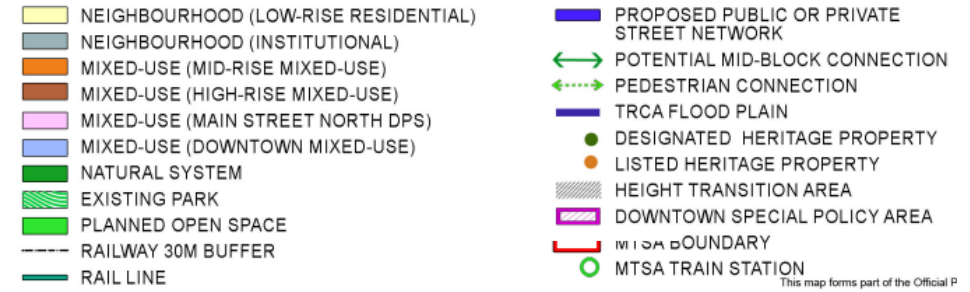 NEIGHBOURHOOD (LOW-RISE RESIDENTIAL)
NEIGHBOURHOOD (INSTITUTIONAL)
MIXED-USE (MID-RISE MIXED-USE)
MIXED-USE (HIGH-RISE MIXED-USE)
MIXED-USE (MAIN STREET NORTH DPS)
MIXED-USE (DOWNTOWN MIXED-USE)
NATURAL SYSTEM
EXISTING PARK
PLANNED OPEN SPACE
RAILWAY 30M BUFFER
RAIL LINE
PROPOSED PUBLIC OR PRIVATE
STREET NETWORK
POTENTIAL MID-BLOCK CONNECTION
PEDESTRIAN CONNECTION
TRCA FLOOD PLAIN
DESIGNATED HERITAGE PROPERTY
LISTED HERITAGE PROPERTY
HEIGHT TRANSITION AREA
DOWNTOWN SPECIAL POLICY AREA
MTSA BOUNDARY
MTSA TRAIN STATION
This map forms part of the Official P